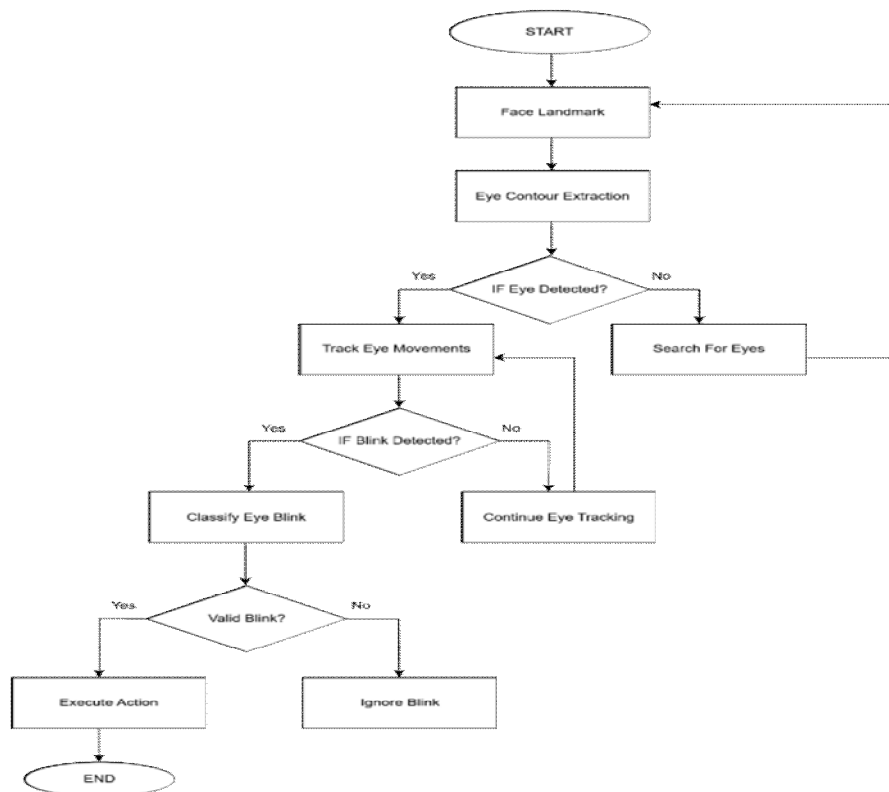 START
Face Landmark
Eye Contour Extraction
Yes
No
IF Eye Detected?
Track Eye Movements
Search For Eyes
Yes
No
IF Blink Detected?
Classify Eye Blink
Continue Eye Tracking
Yes
No
Valid Blink?
Execute Action
Ignore Blink
END